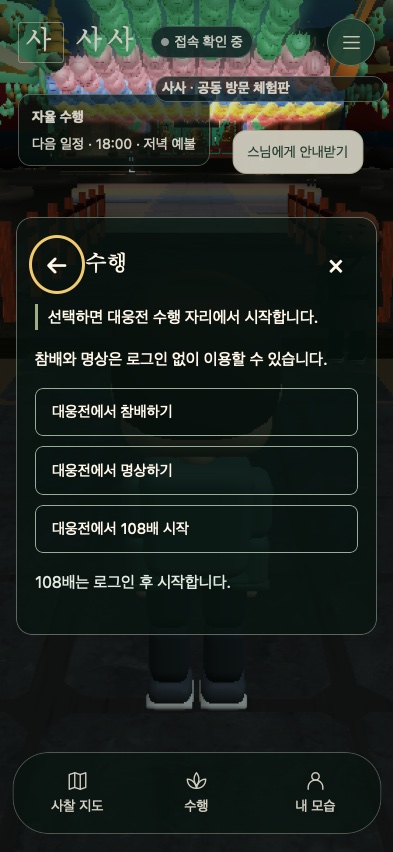 사 사사
접속 확인 중
사사 · 공동 방문 체험판
자율 수행
다음 일정 · 18:00 · 저녁 예불
스님에게 안내받기
수행
선택하면 대웅전 수행 자리에서 시작합니다.
참배와 명상은 로그인 없이 이용할 수 있습니다.
대웅전에서 참배하기
대웅전에서 명상하기
대웅전에서 108배 시작
108배는 로그인 후 시작합니다.
사찰 지도
수행
내 모습